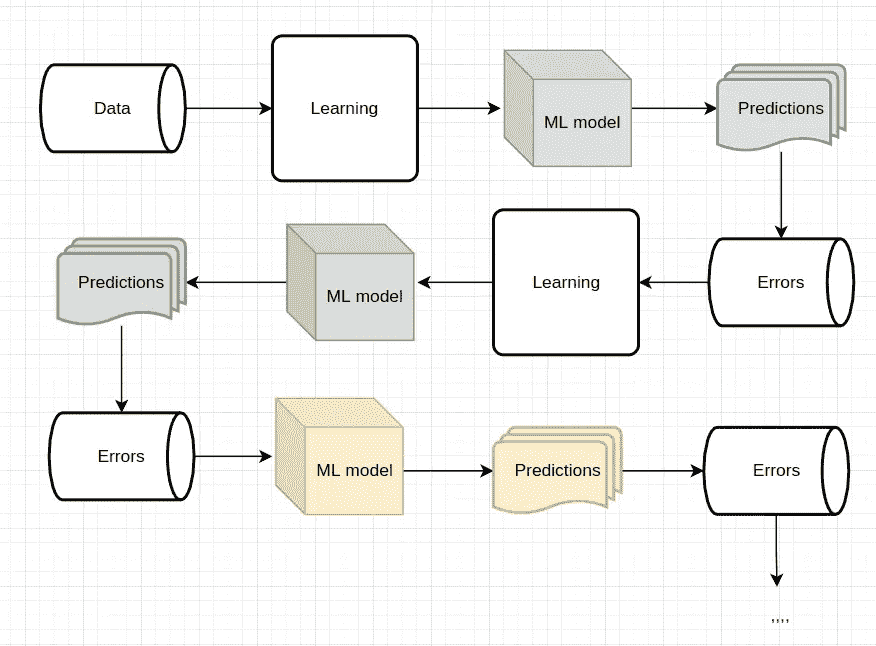 Data
Learning
ML model
Predictions
Predictions
ML model
Learning
Errors
Errors
ML model
Predictions
Errors
,,,,